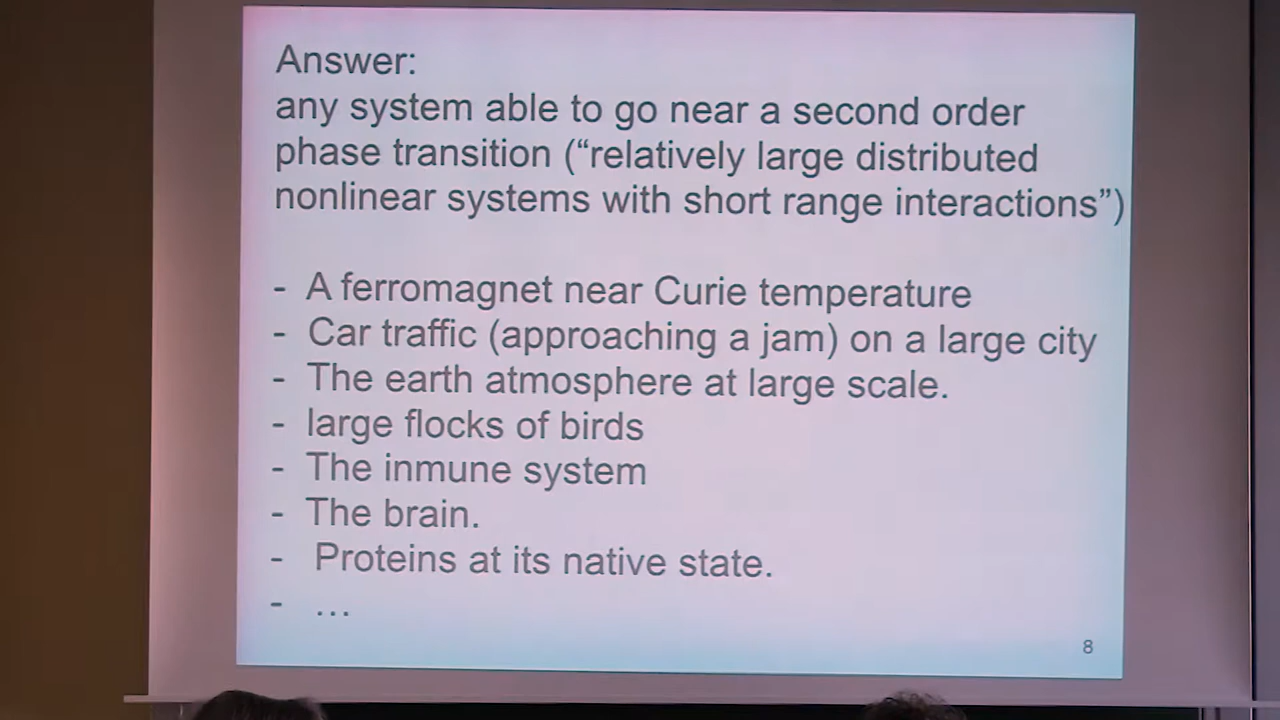 Answer:
any system able to go near a second order
phase transition (“relatively large distributed
nonlinear systems with short range interactions”)
- A ferromagnet near Curie temperature
- Car traffic (approaching a jam) on a large city
- The earth atmosphere at large scale.
- large flocks of birds
- The inmune system
- The brain.
- Proteins at its native state.
- ...
8